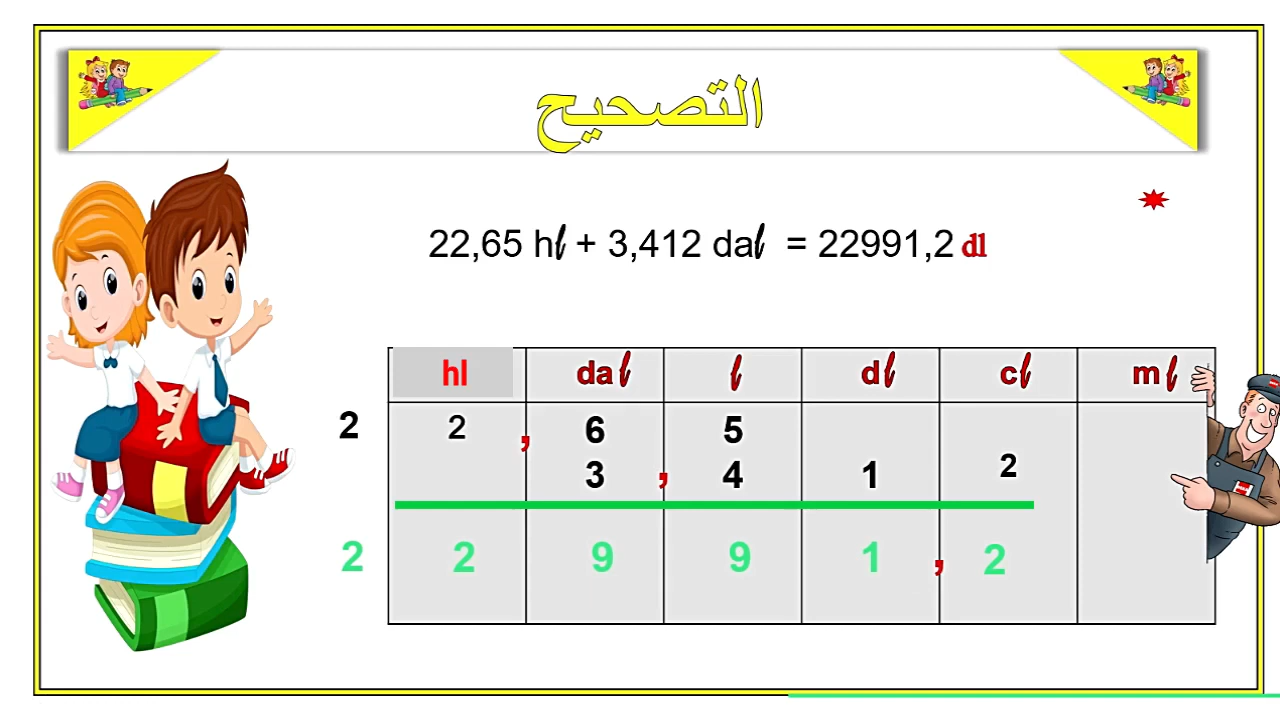 التصحيح
22,65 hl + 3,412 dal = 22991,2 dl
hl dal l dl cl ml
2 2 , 6 5
3 , 4 1 2
2 2 9 9 1 , 2